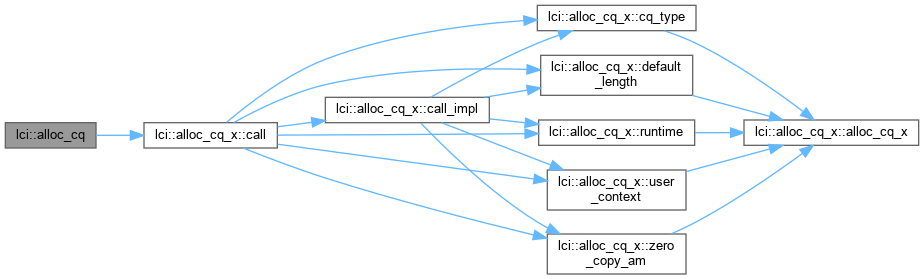 lci::alloc_cq
lci::alloc_cq_x::call
lci::alloc_cq_x::call_impl
lci::alloc_cq_x::cq_type
lci::alloc_cq_x::default
_length
lci::alloc_cq_x::runtime
lci::alloc_cq_x::user
_context
lci::alloc_cq_x::zero
_copy_am
lci::alloc_cq_x::alloc_cq_x